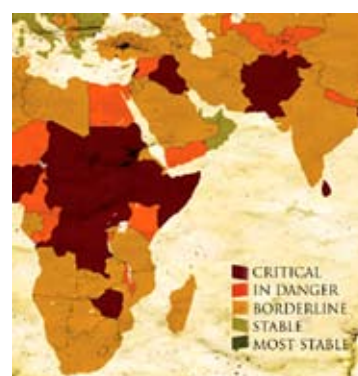 CRITICAL
IN DANGER
BORDERLINE
STABLE
MOST STABLE